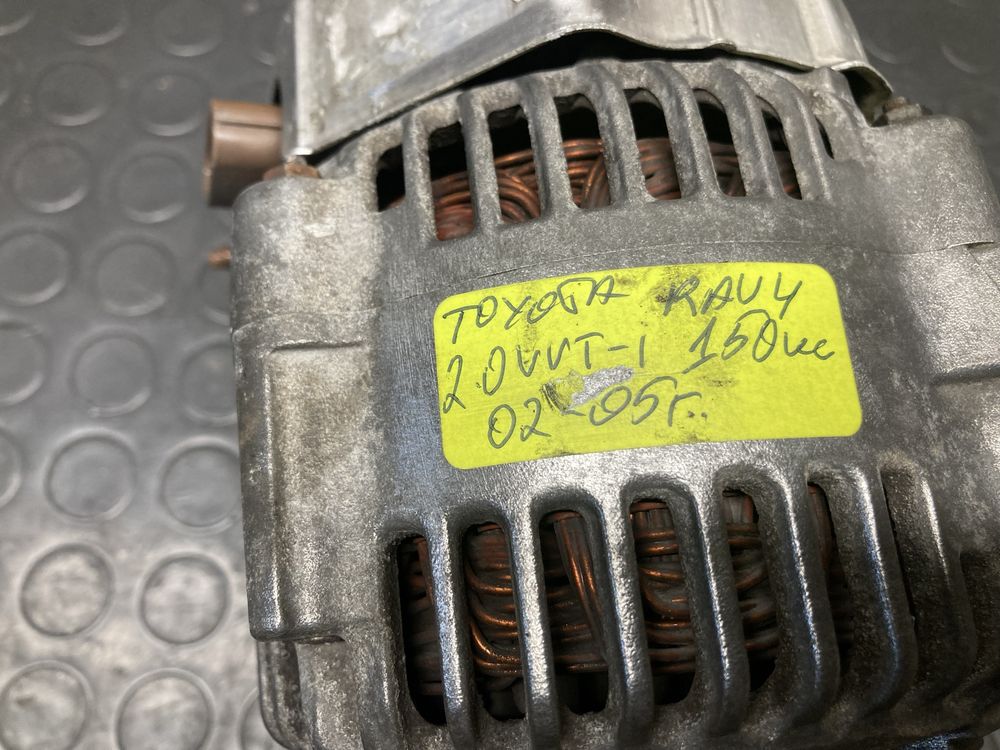 TOYOTA RAV4
2.0VVT-I 150кс
02-05г.